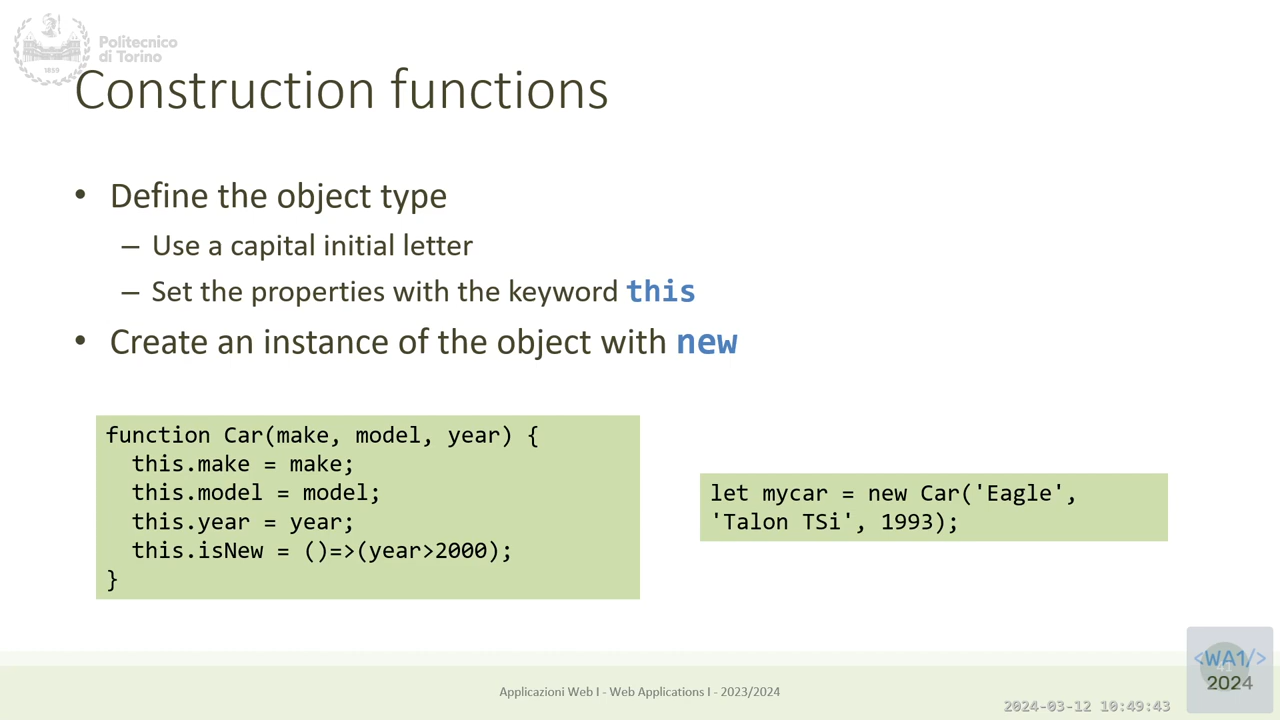 Politecnico
di Torino
1859
Construction functions
• Define the object type
– Use a capital initial letter
– Set the properties with the keyword this
• Create an instance of the object with new
function Car(make, model, year) {
this.make = make;
this.model = model;
this.year = year;
this.isNew = ()=>(year>2000);
}
let mycar = new Car('Eagle',
'Talon TSi', 1993);
Applicazioni Web I - Web Applications I - 2023/2024
<WA1/>
2024
2024-03-12 10:49:43